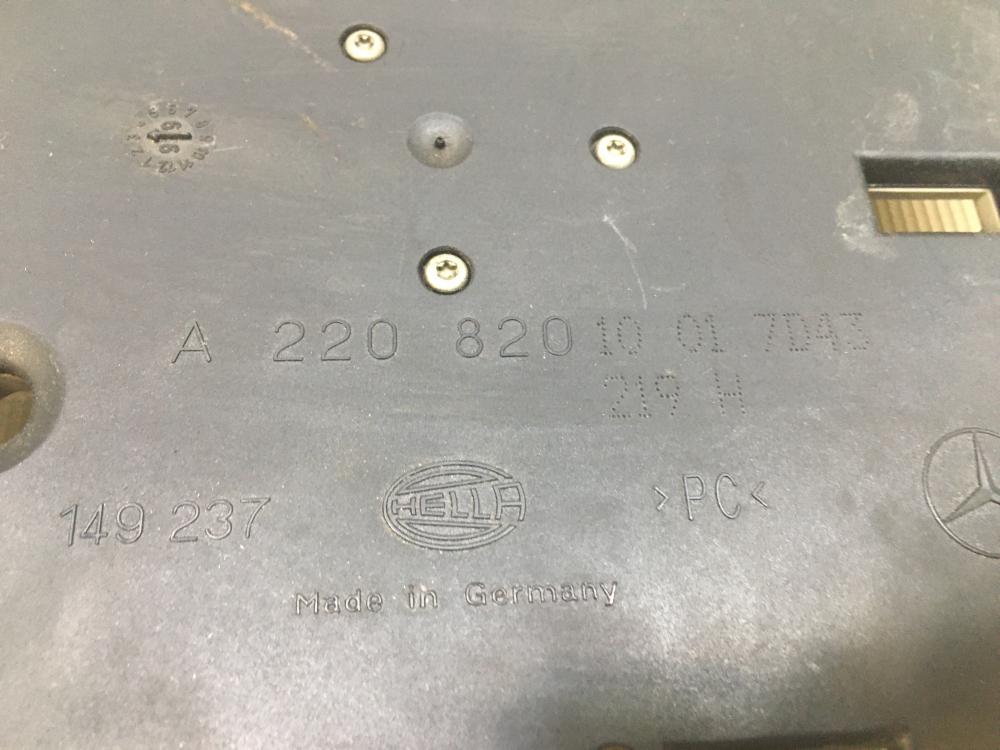 A 220 820 10 01 7D43
219 H
149 237
HELLA
>PC<
Made in Germany